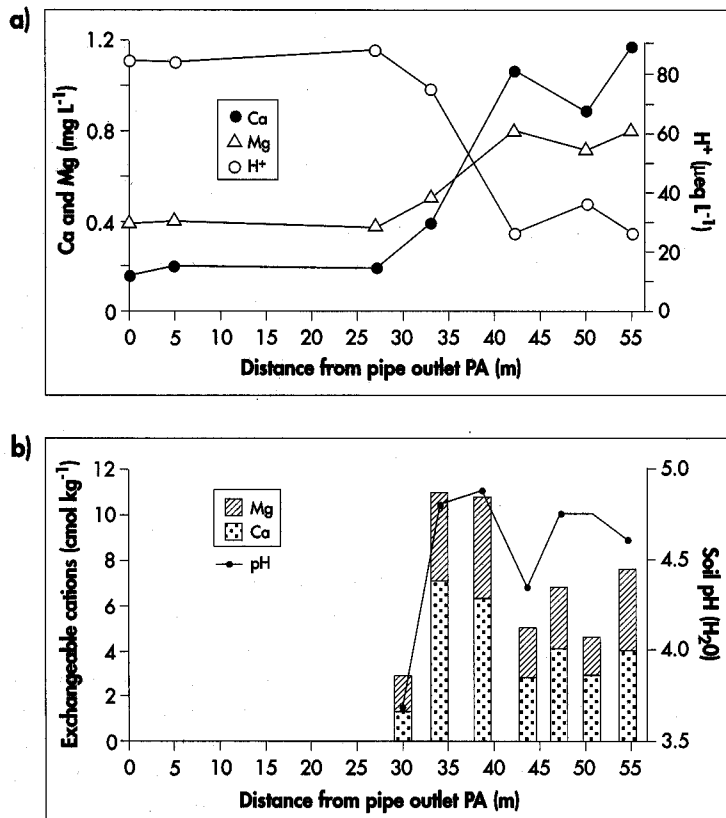 a)
1.2
0.8
0.4
0
Ca and Mg (mg L⁻¹)
Ca
Mg
H⁺
80
60
40
20
0
H⁺ (µeq L⁻¹)
0 5 10 15 20 25 30 35 40 45 50 55
Distance from pipe outlet PA (m)
b)
12
10
8
6
4
2
0
Exchangeable cations (cmol kg⁻¹)
Mg
Ca
pH
5.0
4.5
4.0
3.5
Soil pH (H₂0)
0 5 10 15 20 25 30 35 40 45 50 55
Distance from pipe outlet PA (m)